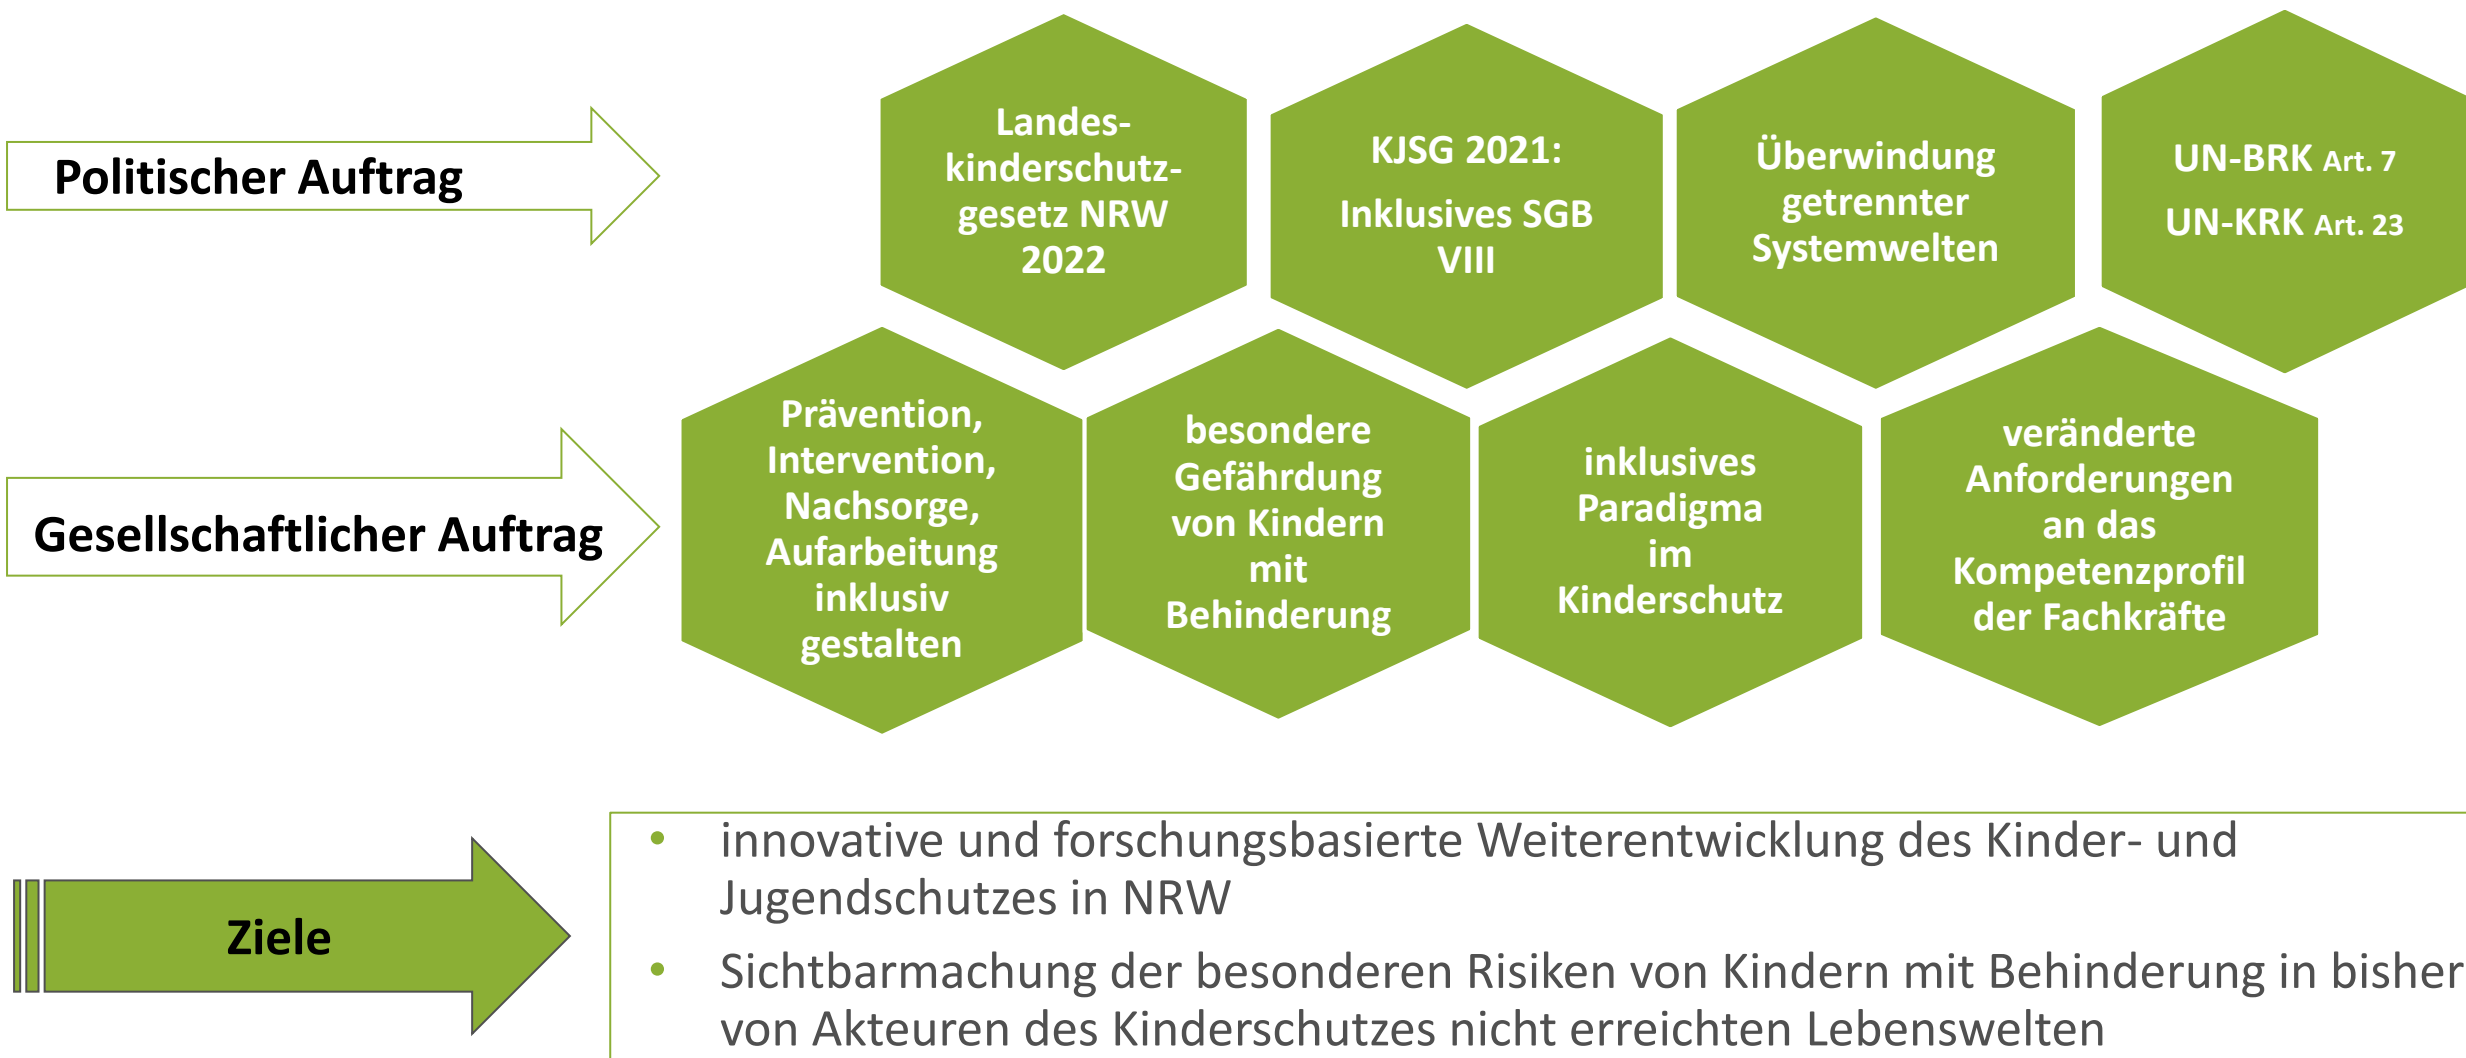 Politischer Auftrag
Landes-
kinderschutz-
gesetz NRW
2022
KJSG 2021:
Inklusives SGB
VIII
Überwindung
getrennter
Systemwelten
UN-BRK Art. 7
UN-KRK Art. 23
Gesellschaftlicher Auftrag
Prävention,
Intervention,
Nachsorge,
Aufarbeitung
inklusiv
gestalten
besondere
Gefährdung
von Kindern
mit
Behinderung
inklusives
Paradigma
im
Kinderschutz
veränderte
Anforderungen
an das
Kompetenzprofil
der Fachkräfte
Ziele
• innovative und forschungsbasierte Weiterentwicklung des Kinder- und
Jugendschutzes in NRW
• Sichtbarmachung der besonderen Risiken von Kindern mit Behinderung in bisher
von Akteuren des Kinderschutzes nicht erreichten Lebenswelten